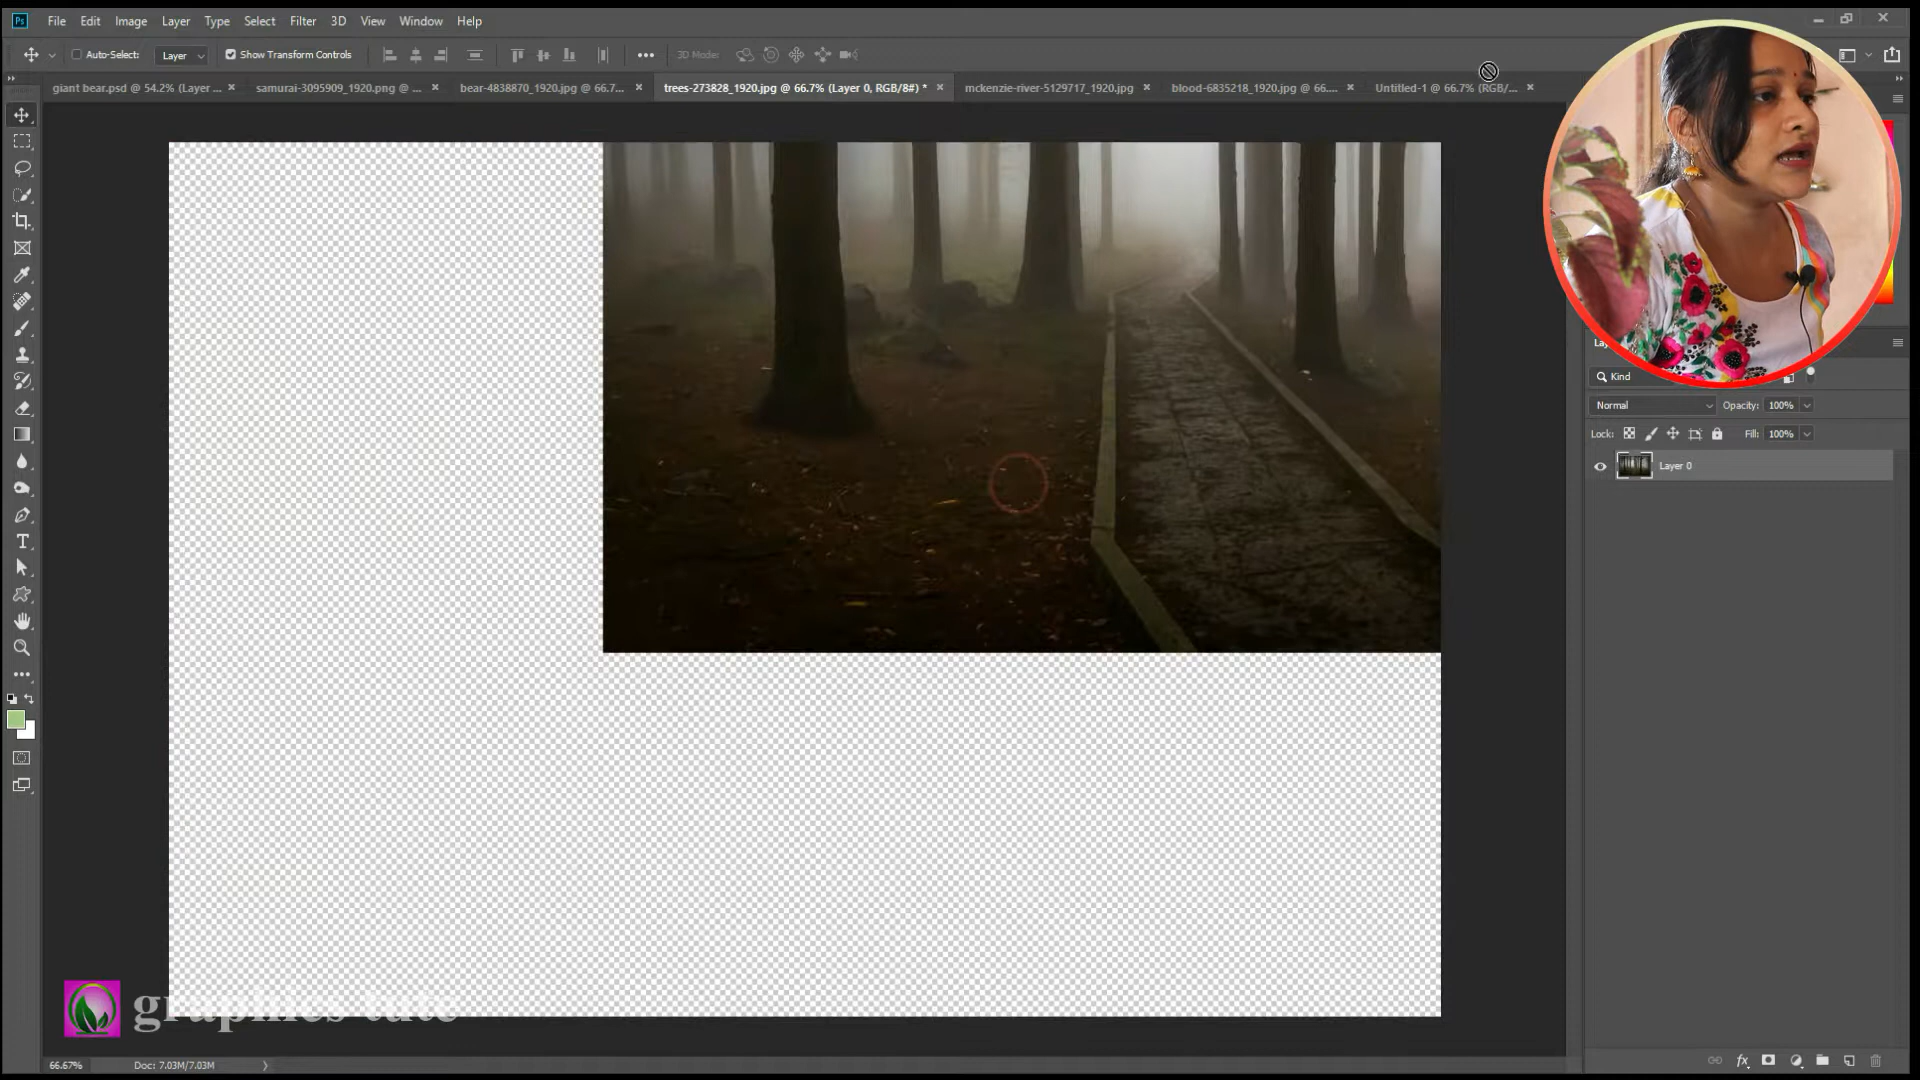 Ps File Edit Image Layer Type Select Filter 3D View Window Help
Auto-Select: Layer Show Transform Controls 3D Mode:
giant bear.psd @ 54.2% (Layer ... × samurai-3095909_1920.png @ ... × bear-4838870_1920.jpg @ 66.7... × trees-273828_1920.jpg @ 66.7% (Layer 0, RGB/8#) * × mckenzie-river-5129717_1920.jpg × blood-6835218_1920.jpg @ 66.... × Untitled-1 @ 66.7% (RGB/... ×
Kind
Normal Opacity: 100%
Lock: Fill: 100%
Layer 0
graphics tute
66.67% Doc: 7.03M/7.03M